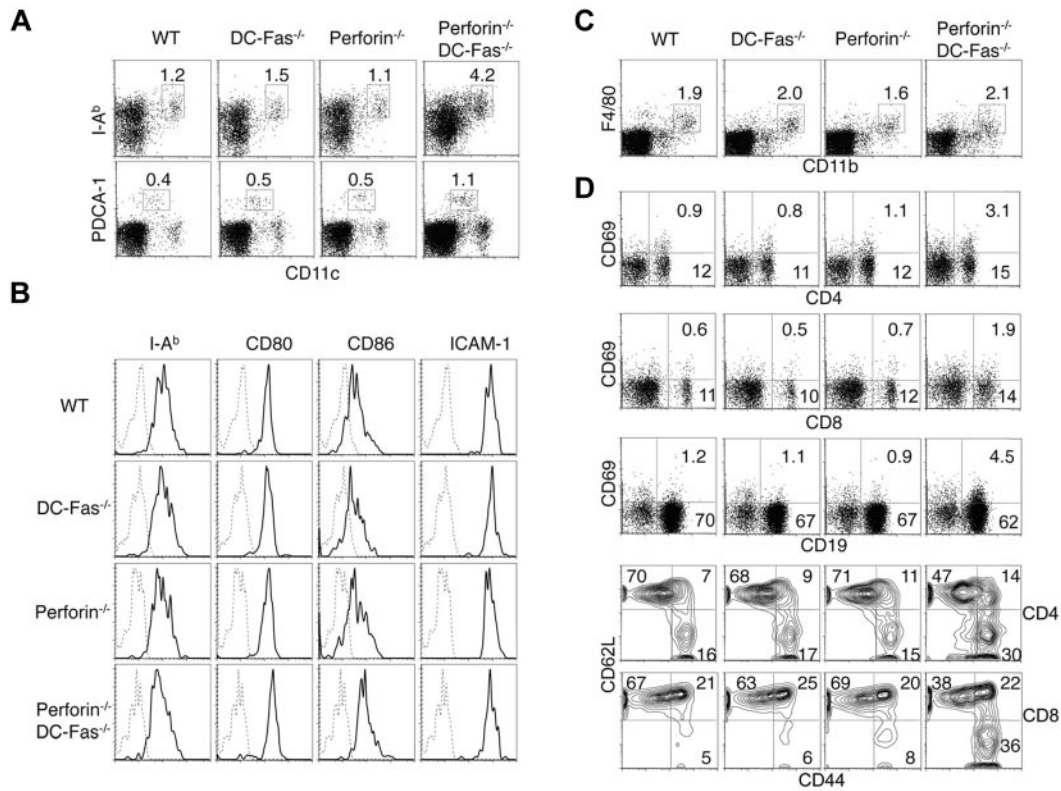 A
WT DC-Fas-/- Perforin-/- Perforin-/- DC-Fas-/-
I-Ab
1.2 1.5 1.1 4.2
PDCA-1
0.4 0.5 0.5 1.1
CD11c
B
I-Ab CD80 CD86 ICAM-1
WT
DC-Fas-/-
Perforin-/-
Perforin-/-
DC-Fas-/-
C
WT DC-Fas-/- Perforin-/- Perforin-/- DC-Fas-/-
F4/80
1.9 2.0 1.6 2.1
CD11b
D
CD69
0.9 0.8 1.1 3.1
12 11 12 15
CD4
CD69
0.6 0.5 0.7 1.9
11 10 12 14
CD8
CD69
1.2 1.1 0.9 4.5
70 67 67 62
CD19
CD62L
70 7 68 9 71 11 47 14
CD4
16 17 15 30
67 21 63 25 69 20 38 22
CD8
5 6 8 36
CD44